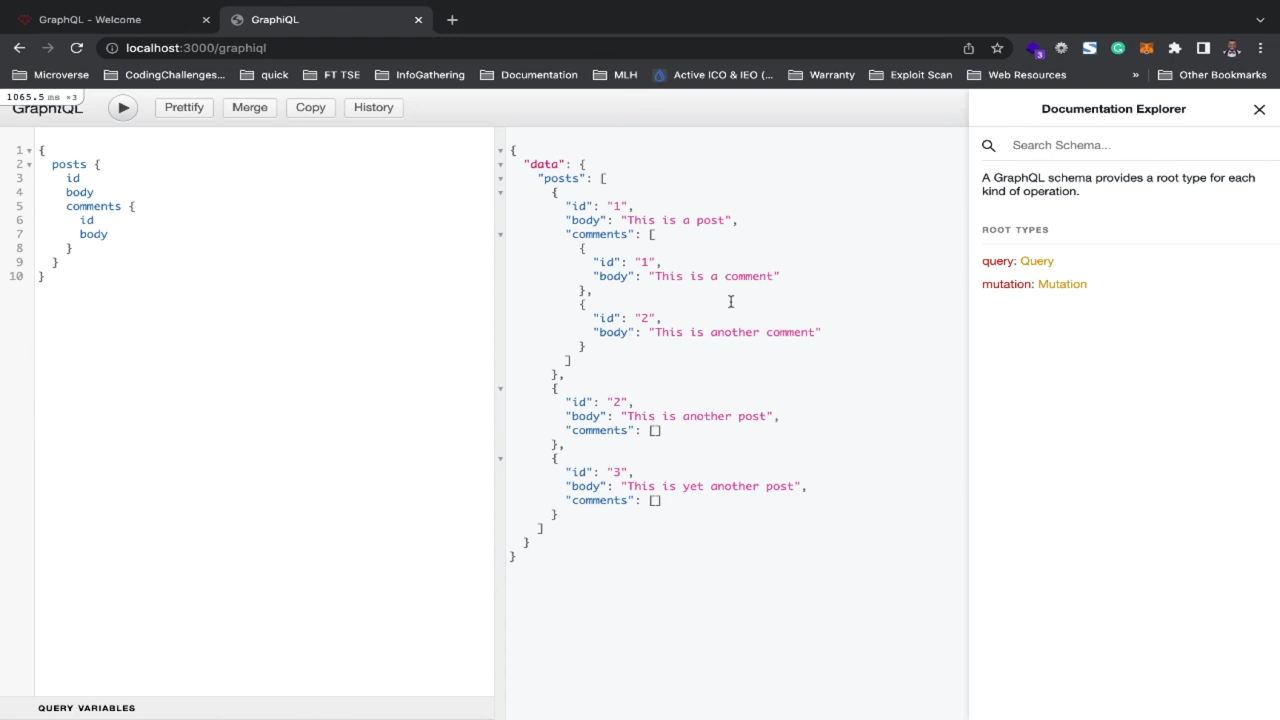 GraphQL - Welcome
GraphiQL
localhost:3000/graphiql
3
Microverse
CodingChallenges...
quick
FT TSE
InfoGathering
Documentation
MLH
Active ICO & IEO (...
Warranty
Exploit Scan
Web Resources
»
Other Bookmarks
1065.5 ms ×3
GraphiQL
Prettify
Merge
Copy
History
1 {
2 posts {
3 id
4 body
5 comments {
6 id
7 body
8 }
9 }
10 }
QUERY VARIABLES
{
"data": {
"posts": [
{
"id": "1",
"body": "This is a post",
"comments": [
{
"id": "1",
"body": "This is a comment"
},
{
"id": "2",
"body": "This is another comment"
}
]
},
{
"id": "2",
"body": "This is another post",
"comments": []
},
{
"id": "3",
"body": "This is yet another post",
"comments": []
}
]
}
}
Documentation Explorer
Search Schema...
A GraphQL schema provides a root type for each
kind of operation.
ROOT TYPES
query: Query
mutation: Mutation